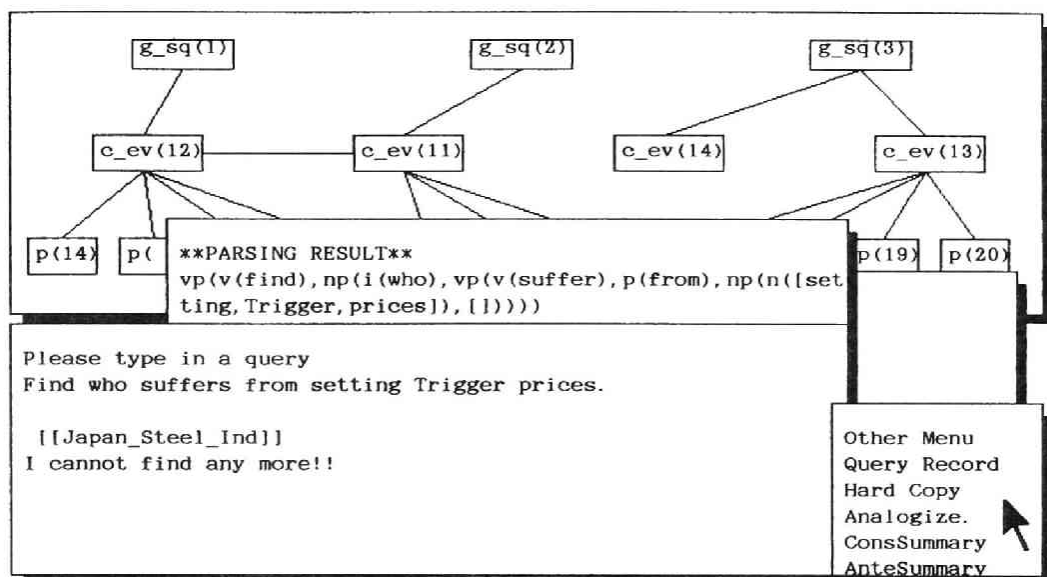 g_sq(1) g_sq(2) g_sq(3)
c_ev(12) c_ev(11) c_ev(14) c_ev(13)
p(14) p( p(19) p(20)
**PARSING RESULT**
vp(v(find),np(i(who),vp(v(suffer),p(from),np(n([set
ting,Trigger,prices]),[]))))
Please type in a query
Find who suffers from setting Trigger prices.
[[Japan_Steel_Ind]]
I cannot find any more!!
Other Menu
Query Record
Hard Copy
Analogize.
ConsSummary
AnteSummary